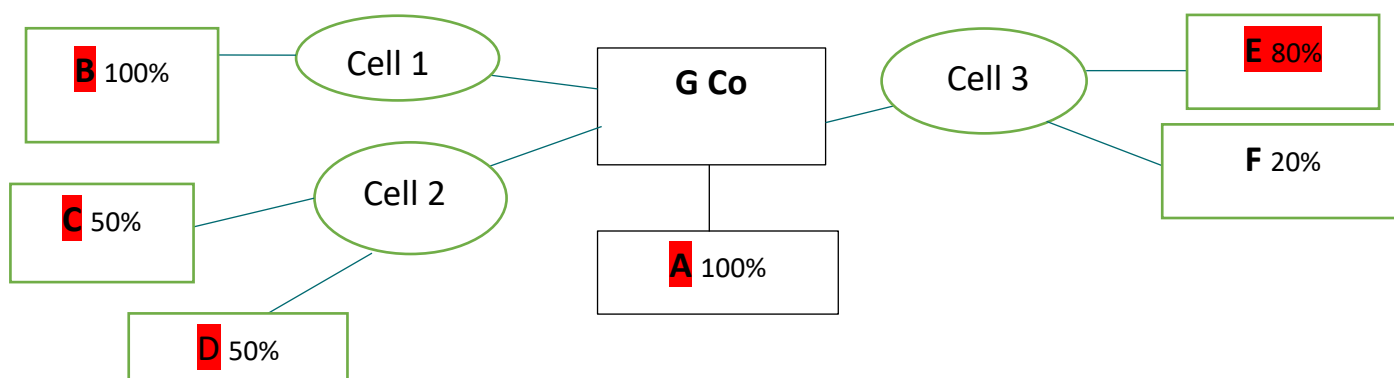 B 100%
Cell 1
G Co
Cell 3
E 80%
F 20%
C 50%
Cell 2
A 100%
D 50%